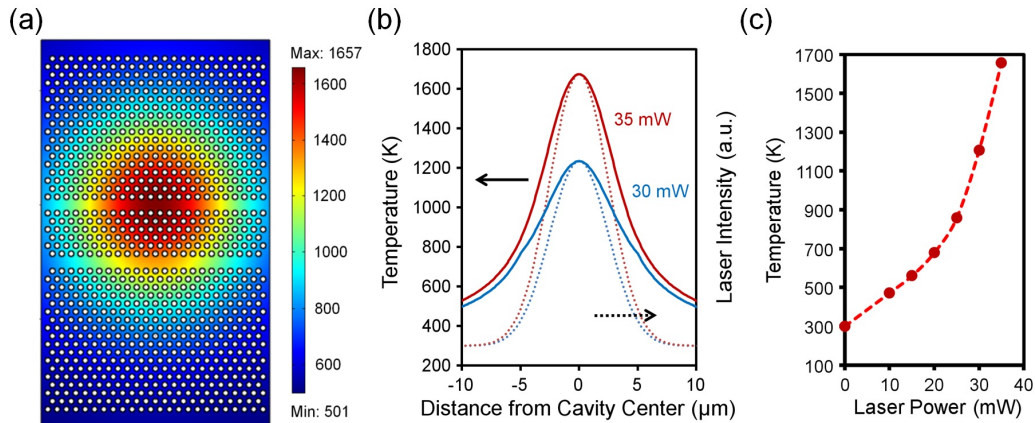 (a)
Max: 1657
1600
1400
1200
1000
800
600
Min: 501
(b)
Temperature (K)
1800
1600
1400
1200
1000
800
600
400
200
35 mW
30 mW
-10
-5
0
5
10
Distance from Cavity Center (μm)
Laser Intensity (a.u.)
(c)
Temperature (K)
1700
1500
1300
1100
900
700
500
300
100
0
10
20
30
40
Laser Power (mW)